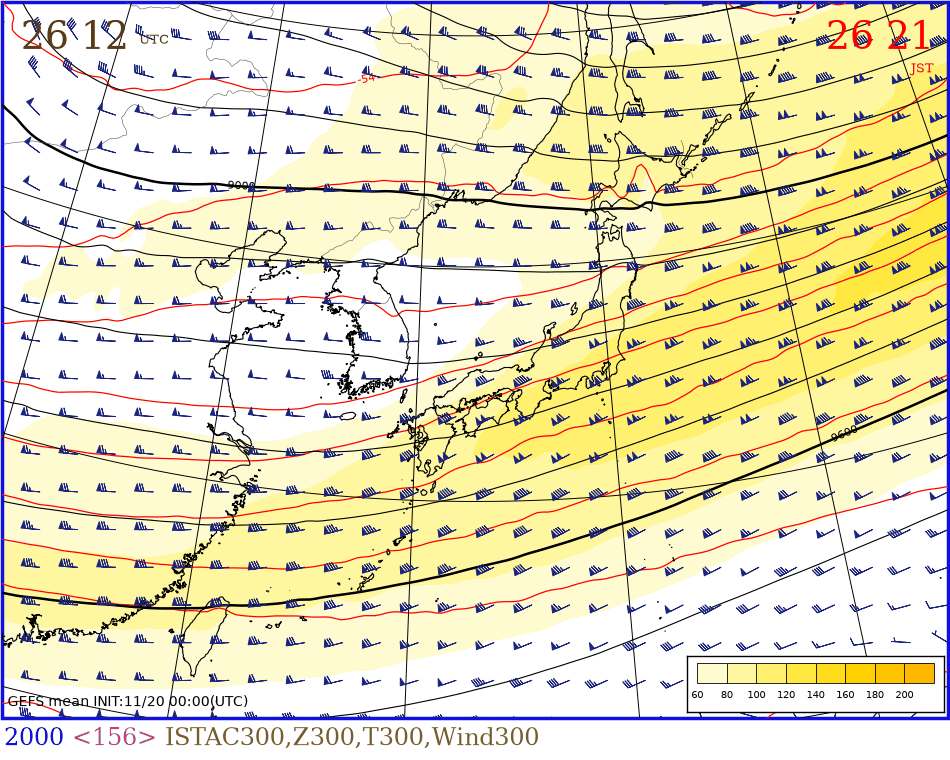 26 12 UTC
26 21
JST
-54
9000
9600
GEFS mean INIT:11/20 00:00(UTC)
60 80 100 120 140 160 180 200
2000 <156> ISTAC300,Z300,T300,Wind300